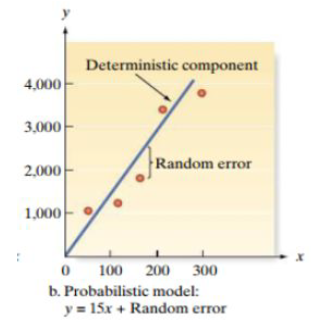 y
Deterministic component
4,000
3,000
Random error
2,000
1,000
x
0 100 200 300
b. Probabilistic model:
y = 15x + Random error